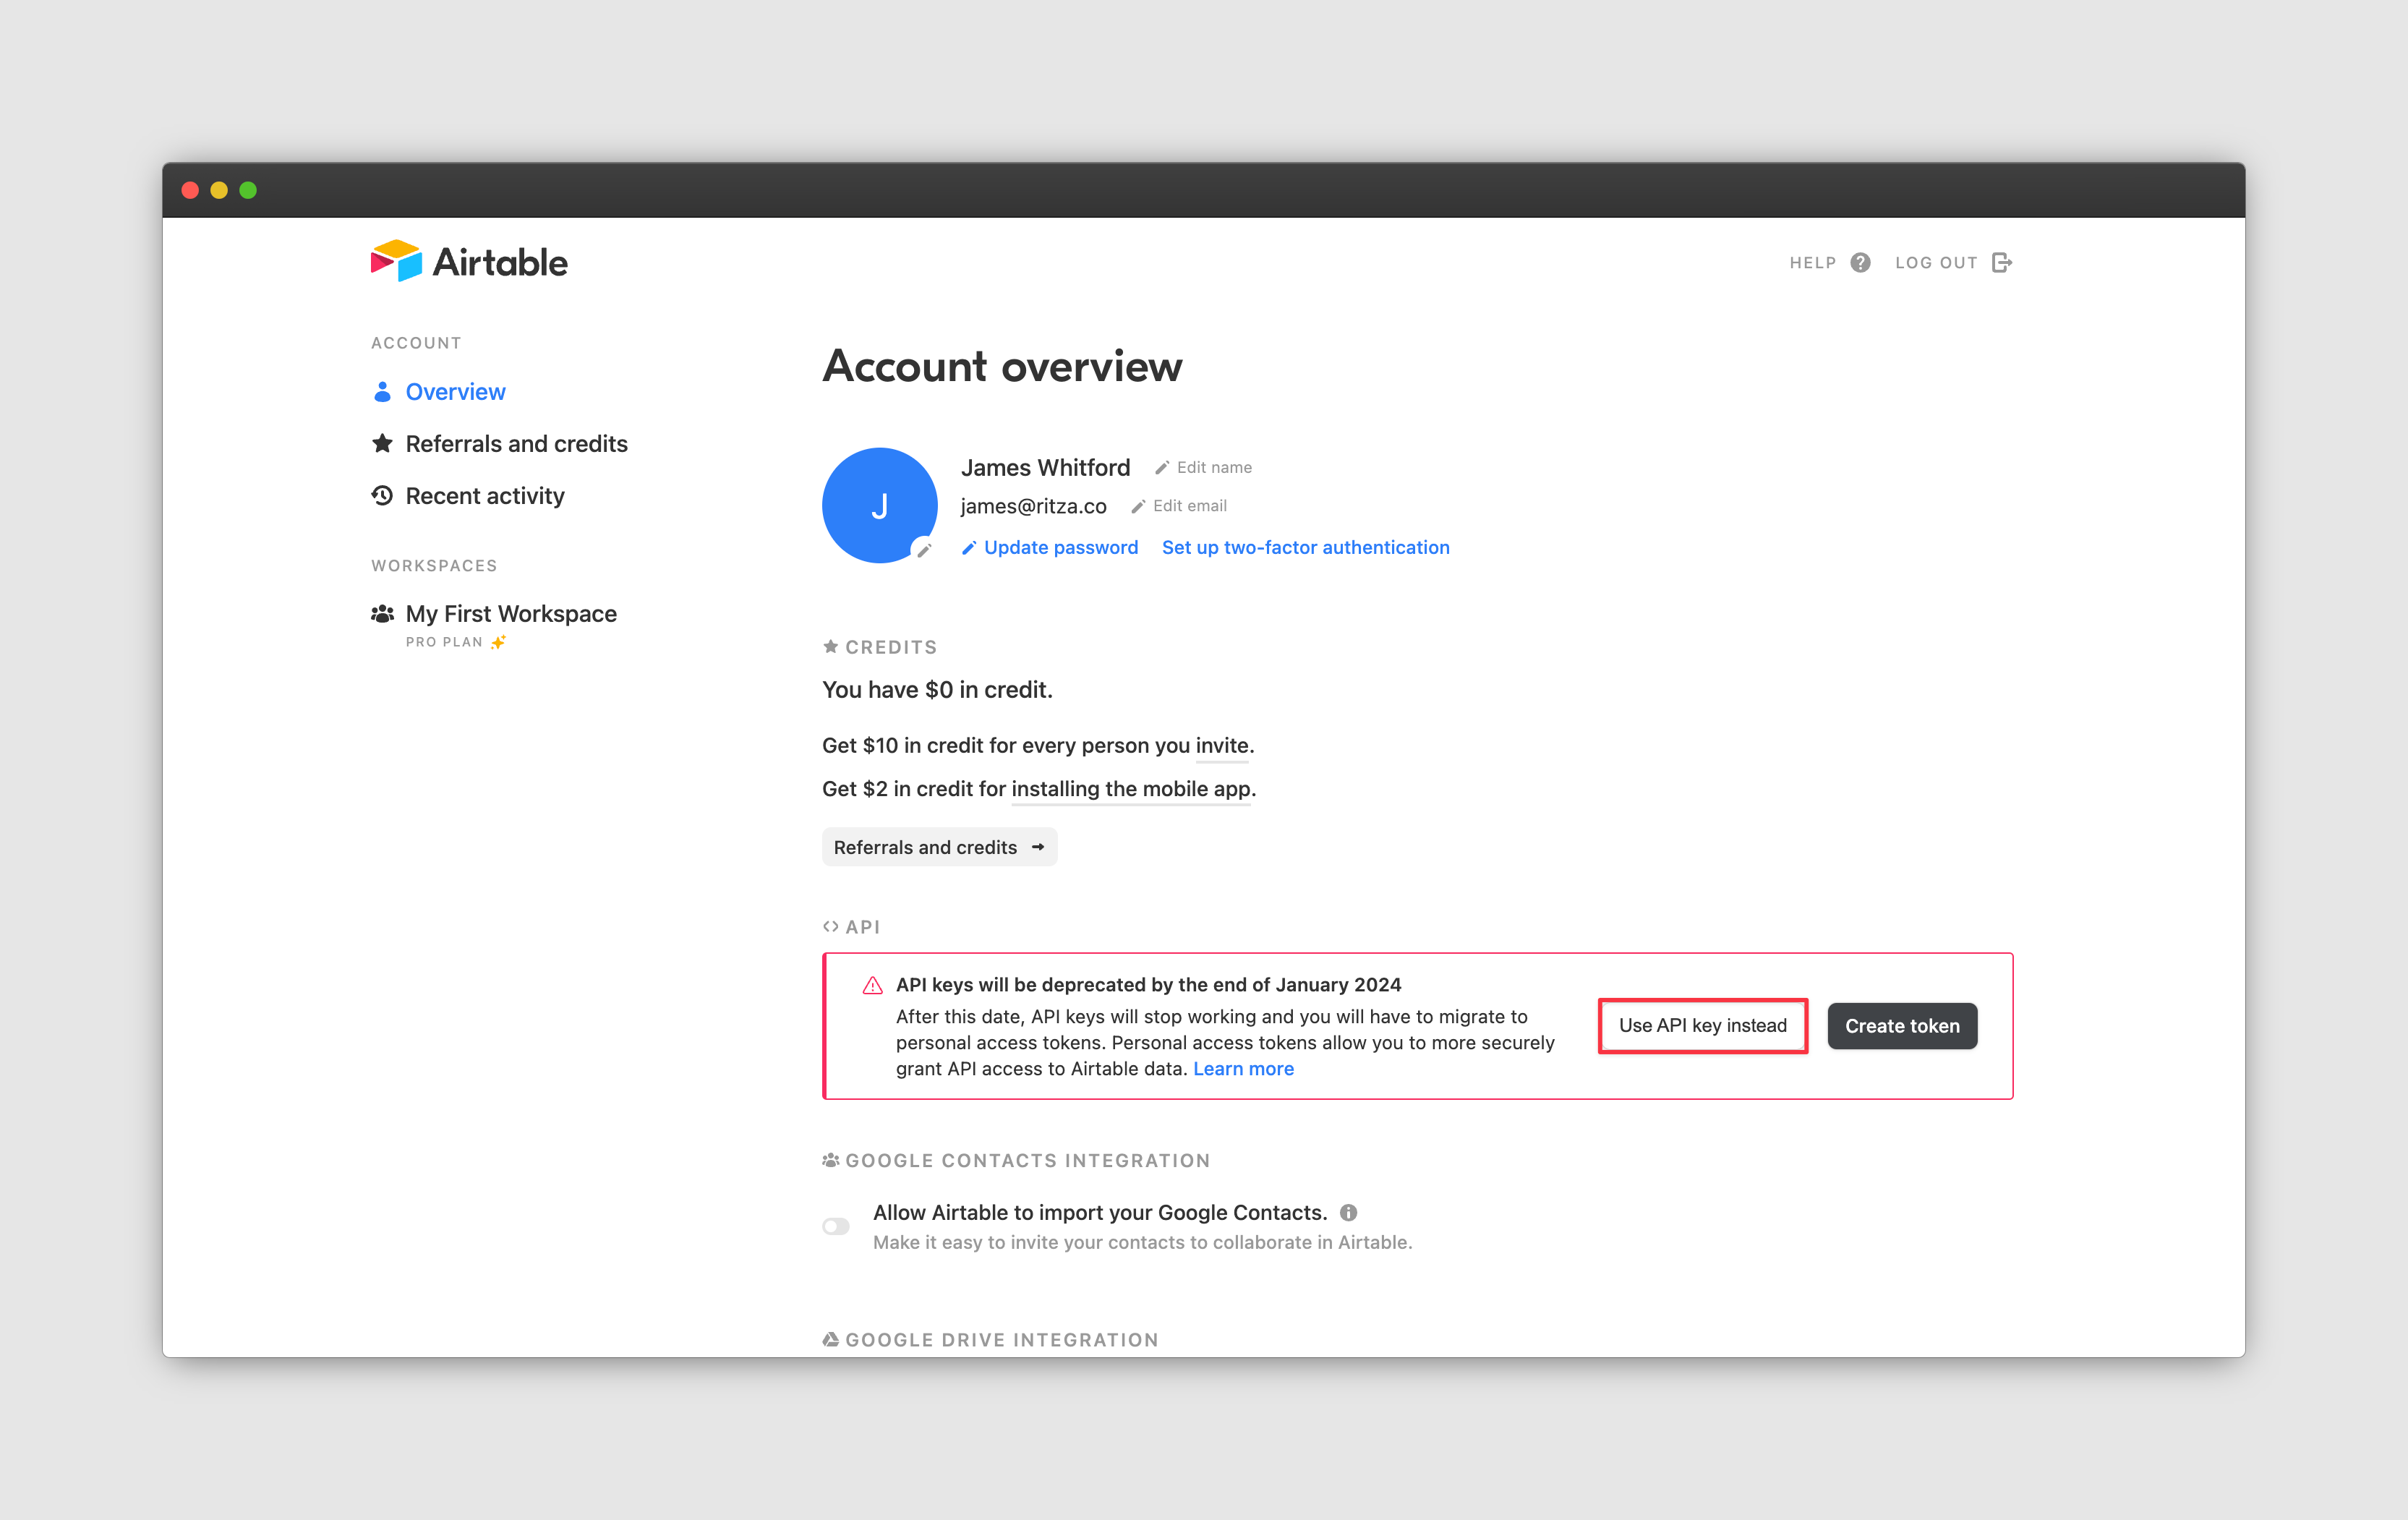 Airtable
HELP
LOG OUT
ACCOUNT
Overview
Referrals and credits
Recent activity
WORKSPACES
My First Workspace
PRO PLAN
Account overview
J
James Whitford
Edit name
james@ritza.co
Edit email
Update password
Set up two-factor authentication
CREDITS
You have $0 in credit.
Get $10 in credit for every person you invite.
Get $2 in credit for installing the mobile app.
Referrals and credits
API
API keys will be deprecated by the end of January 2024
After this date, API keys will stop working and you will have to migrate to
personal access tokens. Personal access tokens allow you to more securely
grant API access to Airtable data. Learn more
Use API key instead
Create token
GOOGLE CONTACTS INTEGRATION
Allow Airtable to import your Google Contacts.
Make it easy to invite your contacts to collaborate in Airtable.
GOOGLE DRIVE INTEGRATION